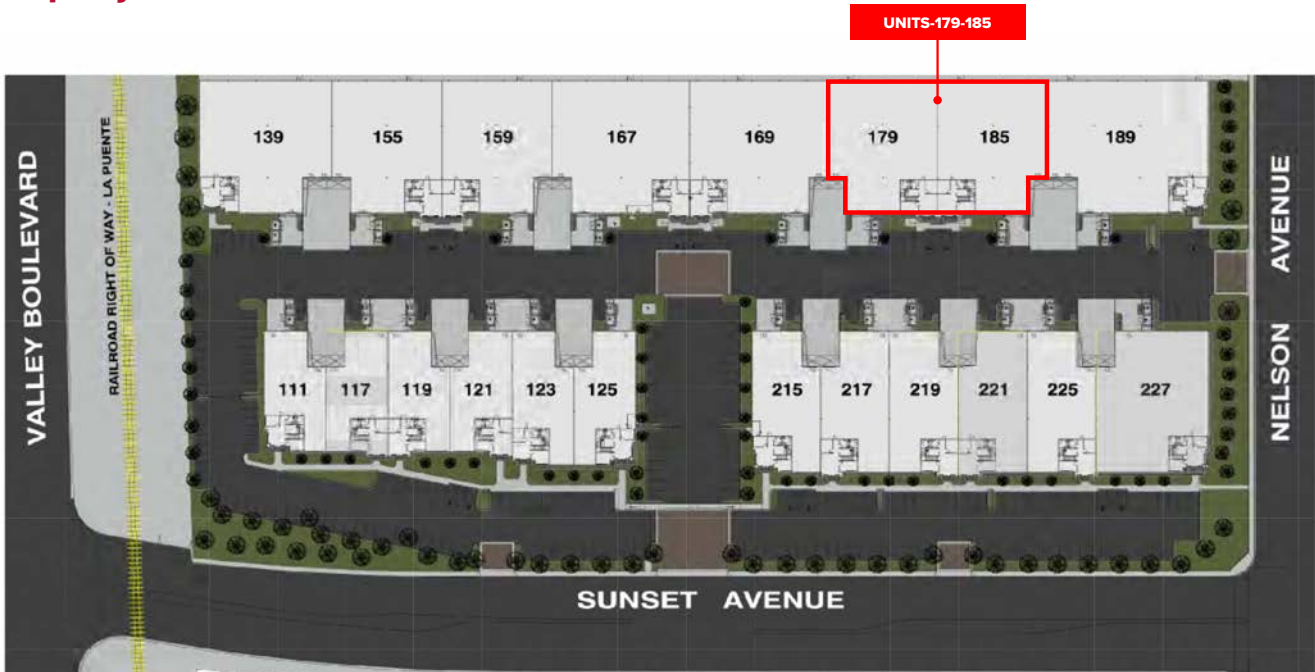 UNITS-179-185
139 155 159 167 169 179 185 189
VALLEY BOULEVARD
RAILROAD RIGHT OF WAY - LA PUENTE
NELSON AVENUE
111 117 119 121 123 125 215 217 219 221 225 227
SUNSET AVENUE